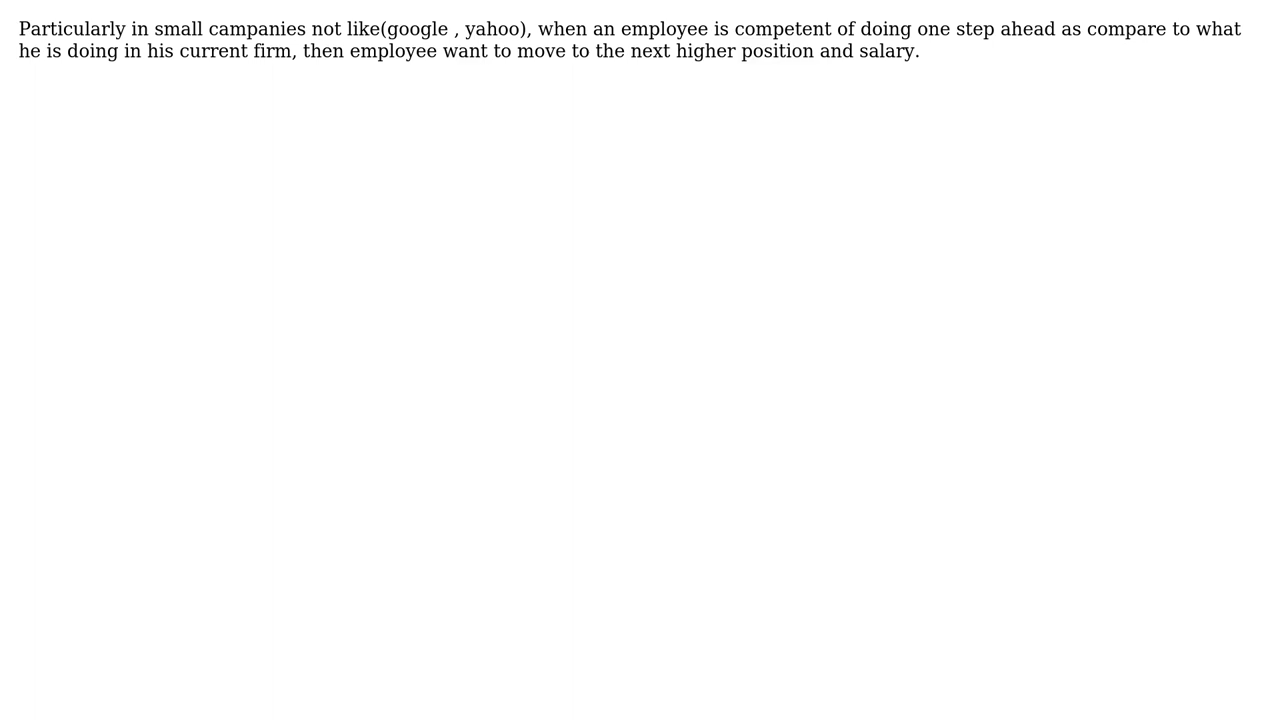 Particularly in small campanies not like(google , yahoo), when an employee is competent of doing one step ahead as compare to what
he is doing in his current firm, then employee want to move to the next higher position and salary.